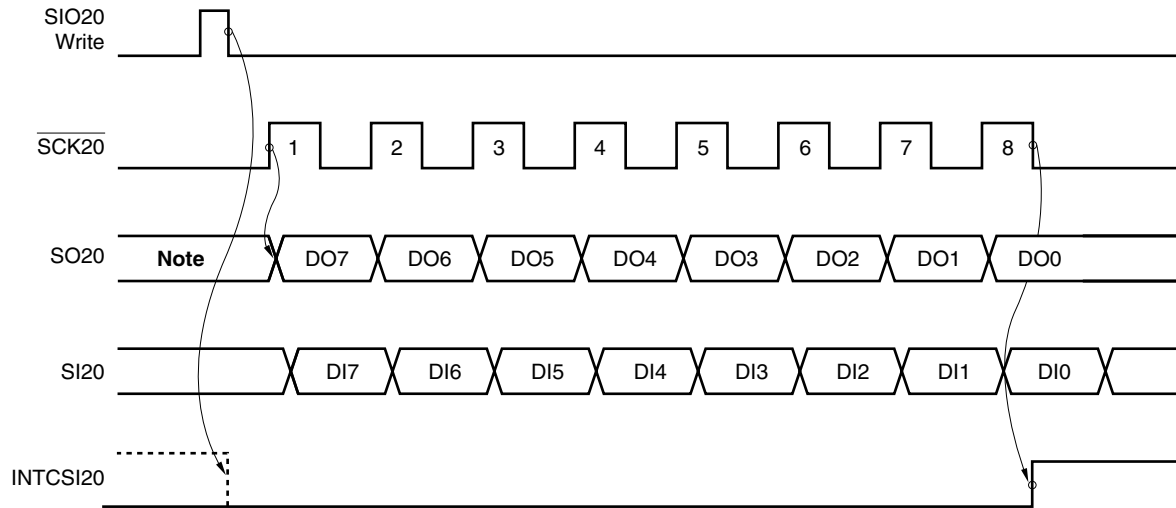 SIO20
Write
SCK20
1 2 3 4 5 6 7 8
SO20
Note DO7 DO6 DO5 DO4 DO3 DO2 DO1 DO0
SI20
DI7 DI6 DI5 DI4 DI3 DI2 DI1 DI0
INTCSI20